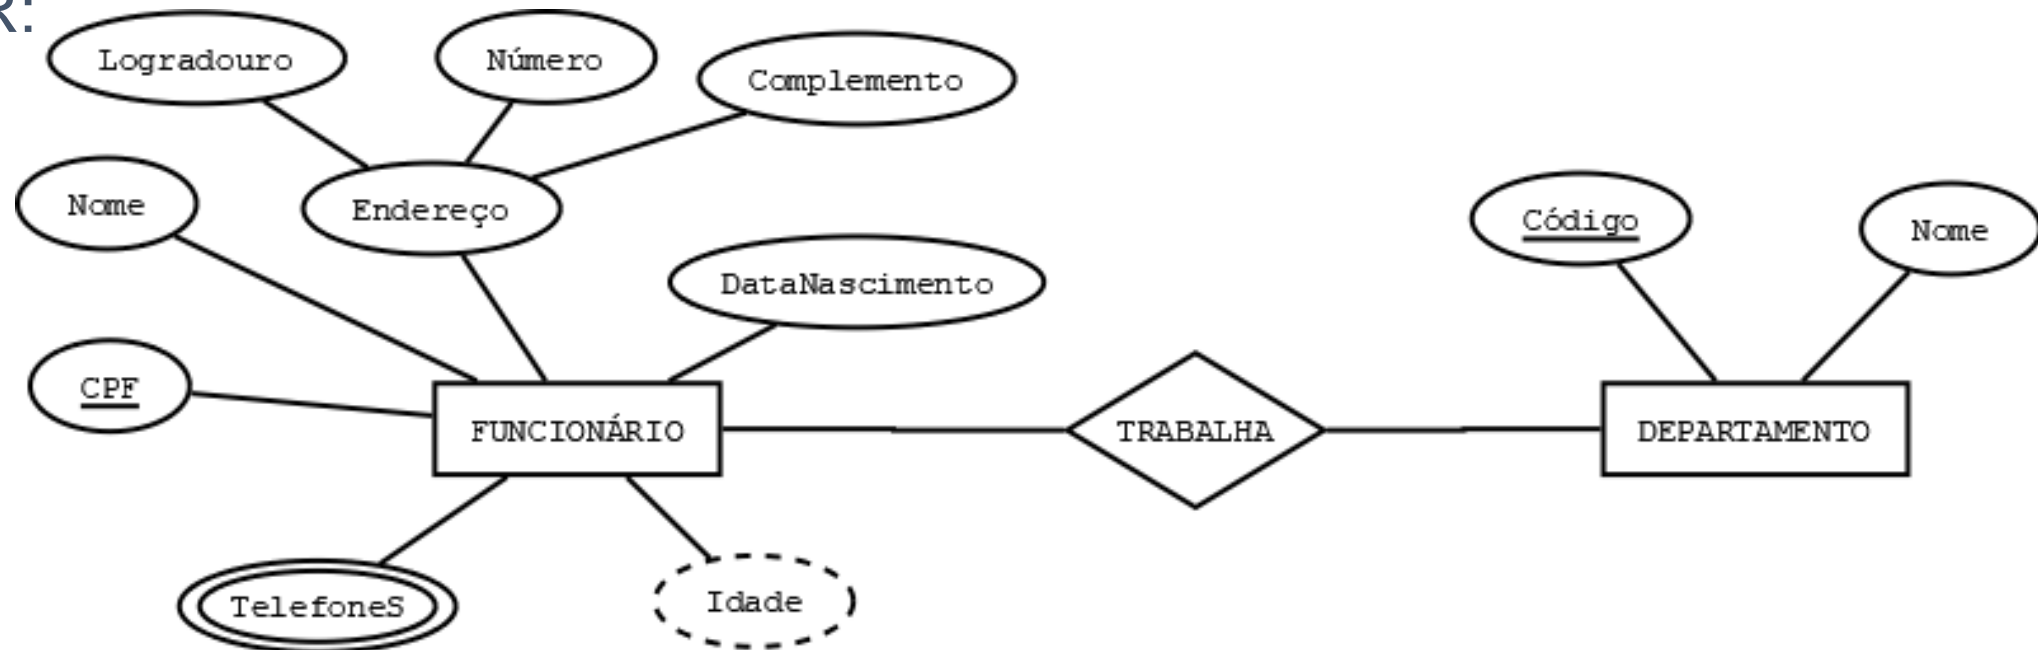 R:
Logradouro
Número
Complemento
Nome
Endereço
Código
Nome
DataNascimento
CPF
FUNCIONÁRIO
TRABALHA
DEPARTAMENTO
TelefoneS
Idade